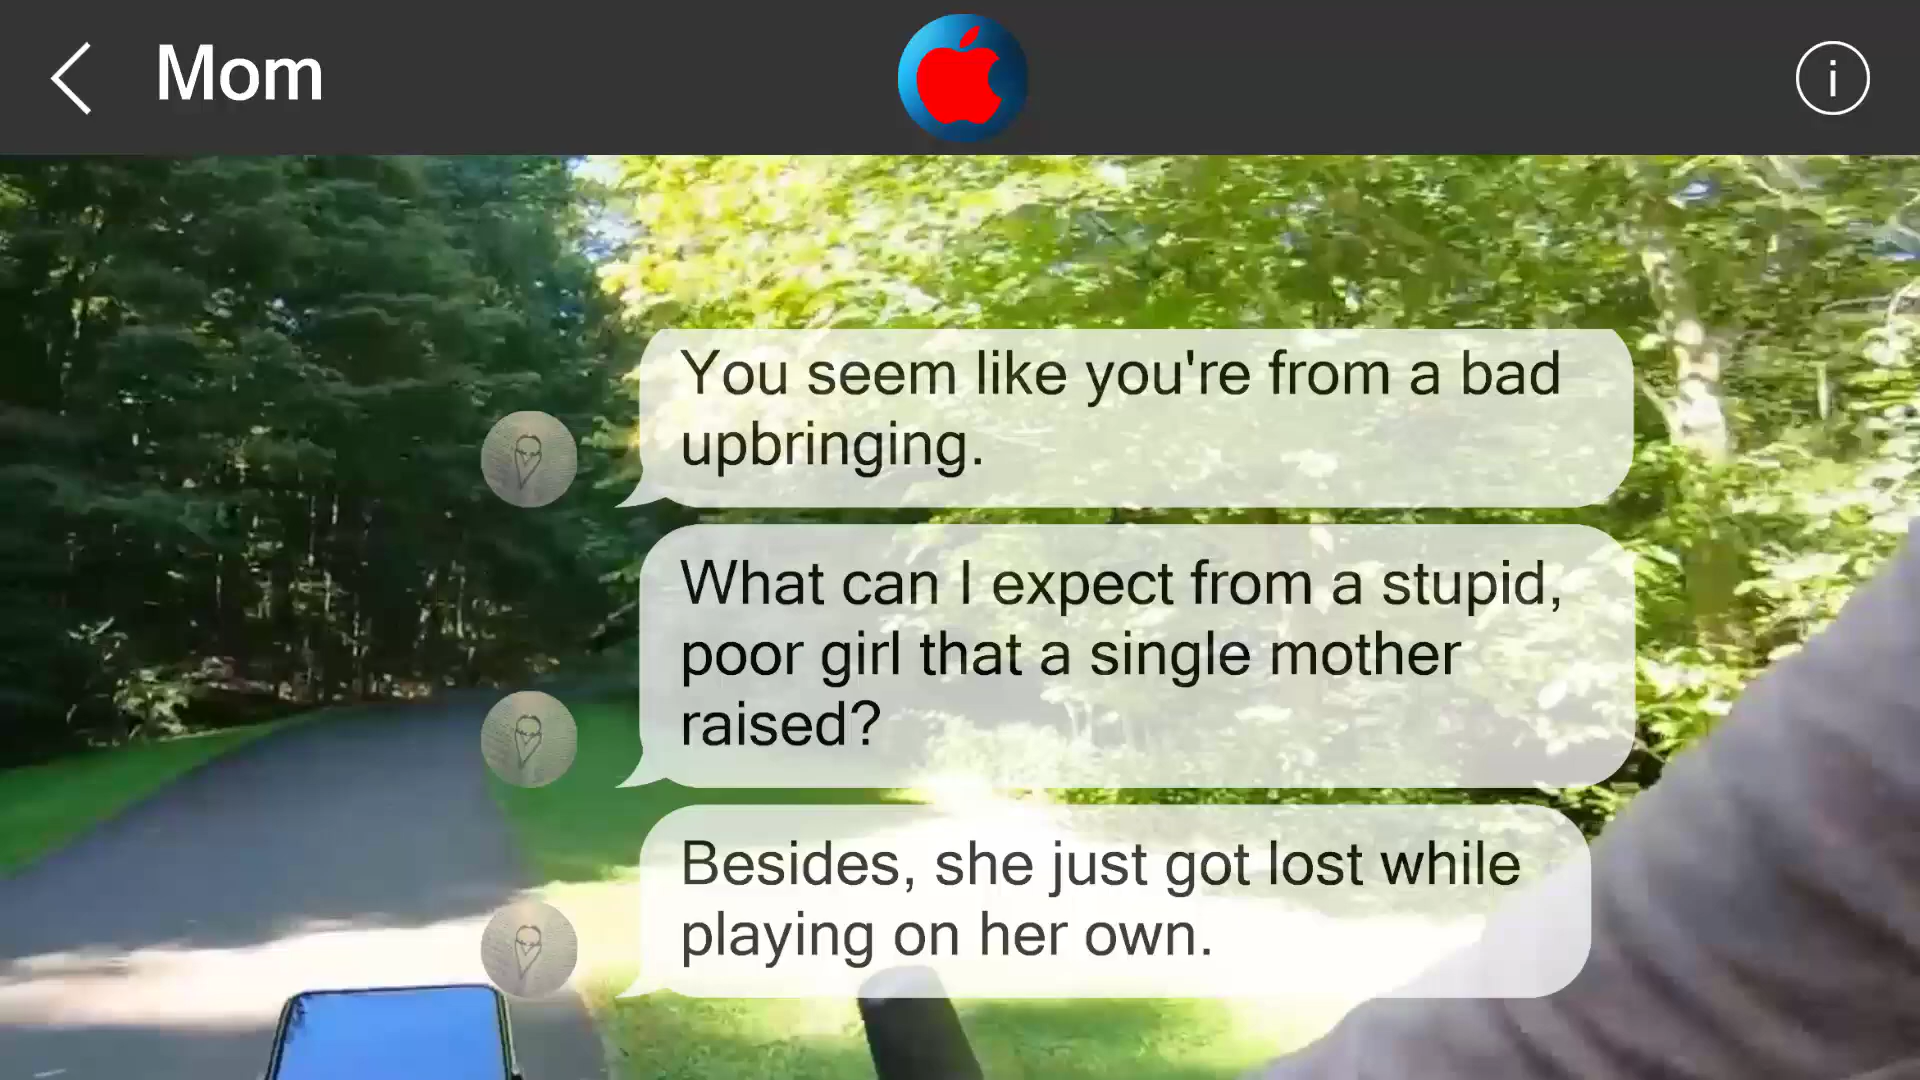 Mom
i
You seem like you're from a bad
upbringing.
What can I expect from a stupid,
poor girl that a single mother
raised?
Besides, she just got lost while
playing on her own.